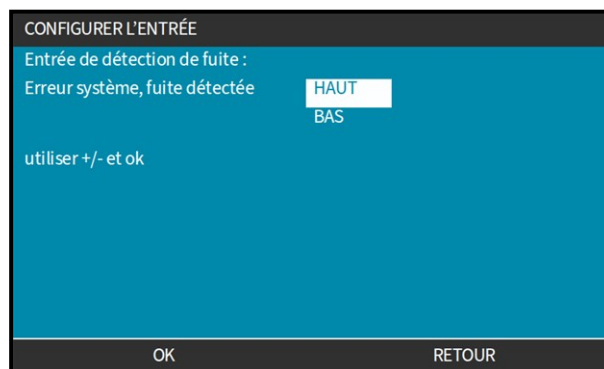 CONFIGURER L’ENTRÉE
Entrée de détection de fuite :
Erreur système, fuite détectée HAUT
BAS
utiliser +/- et ok
OK RETOUR